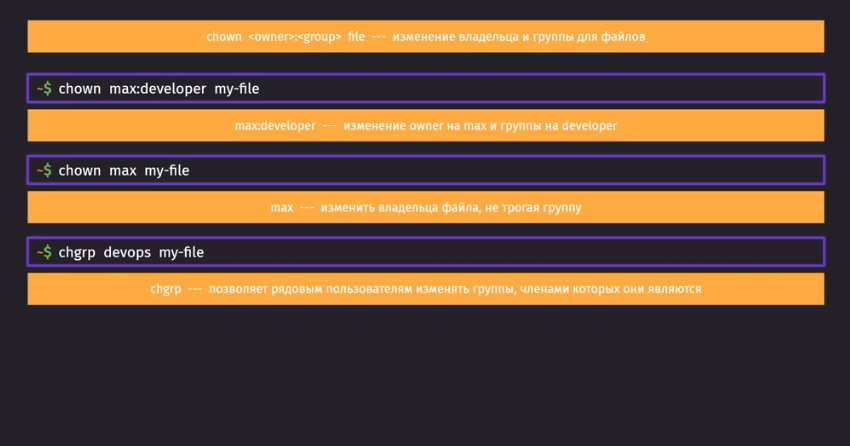 chown <owner>:<group> file --- изменение владельца и группы для файлов
~$ chown max:developer my-file
max:developer --- изменение owner на max и группы на developer
~$ chown max my-file
max --- изменить владельца файла, не трогая группу
~$ chgrp devops my-file
chgrp --- позволяет рядовым пользователям изменять группы, членами которых они являются